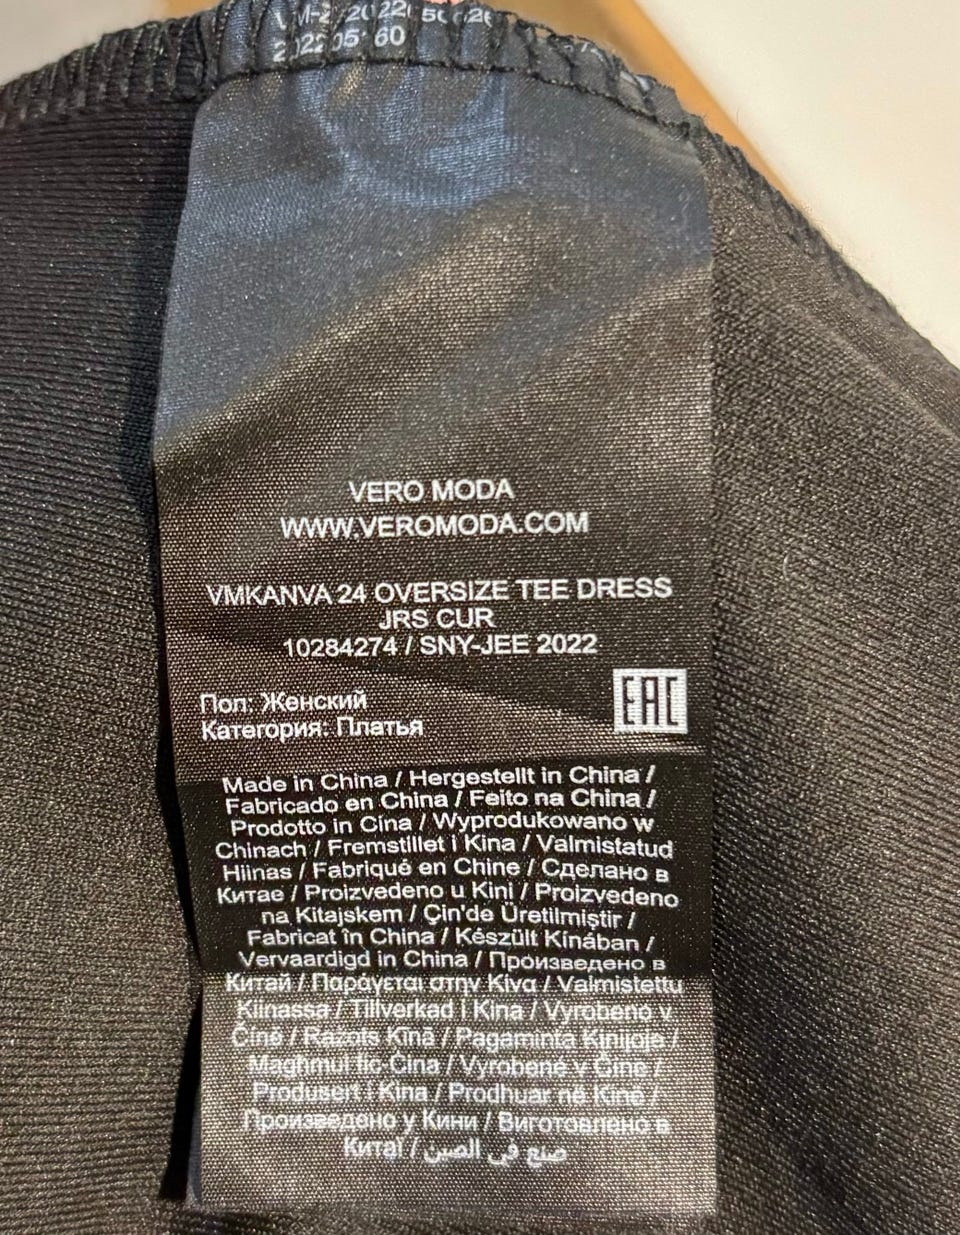 VERO MODA
WWW.VEROMODA.COM
VMKANVA 24 OVERSIZE TEE DRESS
JRS CUR
10284274 / SNY-JEE 2022
EAC
Пол: Женский
Категория: Платья
Made in China / Hergestellt in China /
Fabricado en China / Feito na China /
Prodotto in Cina / Wyprodukowano w
Chinach / Fremstillet i Kina / Valmistatud
Hiinas / Fabriqué en Chine / Сделано в
Китае / Proizvedeno u Kini / Proizvedeno
na Kitajskem / Çin'de Üretilmiştir /
Fabricat în China / Készült Kínában /
Vervaardigd in China / Произведено в
Китай / Παράγεται στην Κίνα / Valmistettu
Kiinassa / Tillverkad i Kina / Vyrobeno v
Číně / Ražots Ķīnā / Pagaminta Kinijoje /
Magħmul fiċ-Ċina / Vyrobené v Číne /
Produsert i Kina / Prodhuar në Kinë /
Произведено у Кини / Виготовлено в
Китаї / صنع في الصين